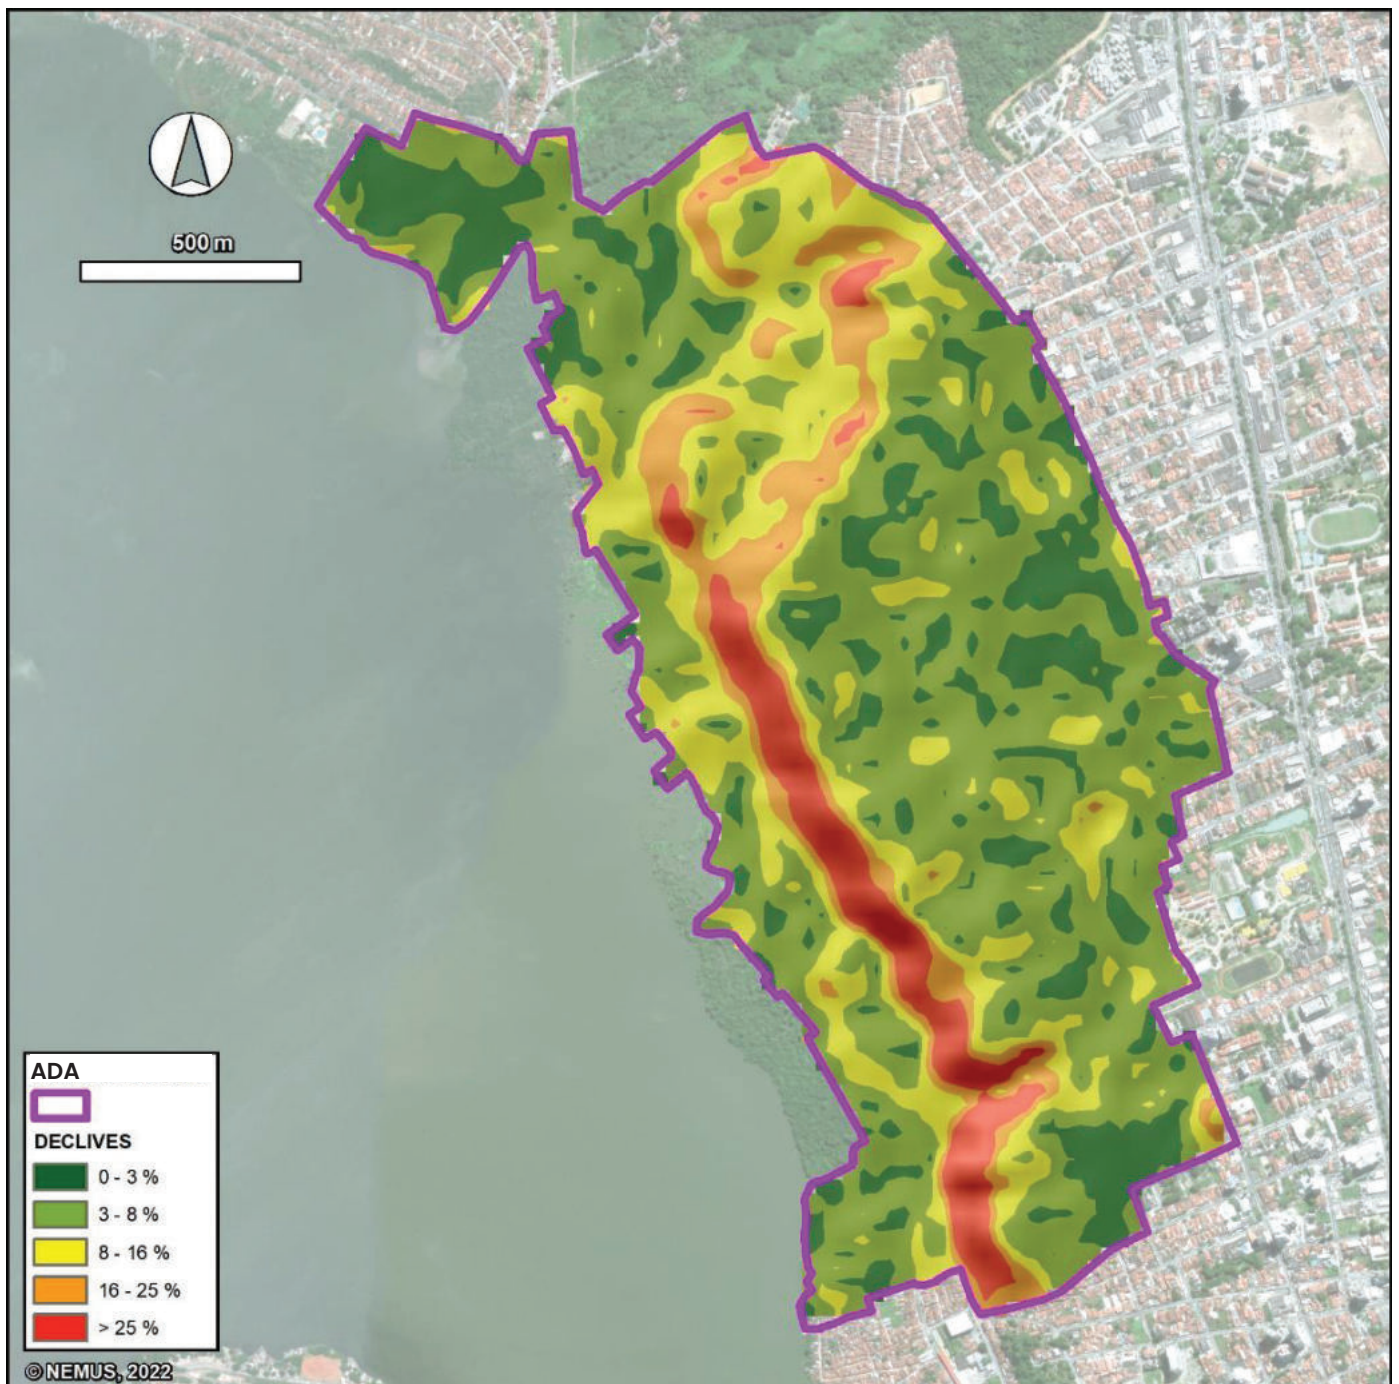 500 m
ADA
DECLIVES
0 - 3 %
3 - 8 %
8 - 16 %
16 - 25 %
> 25 %
© NEMUS, 2022